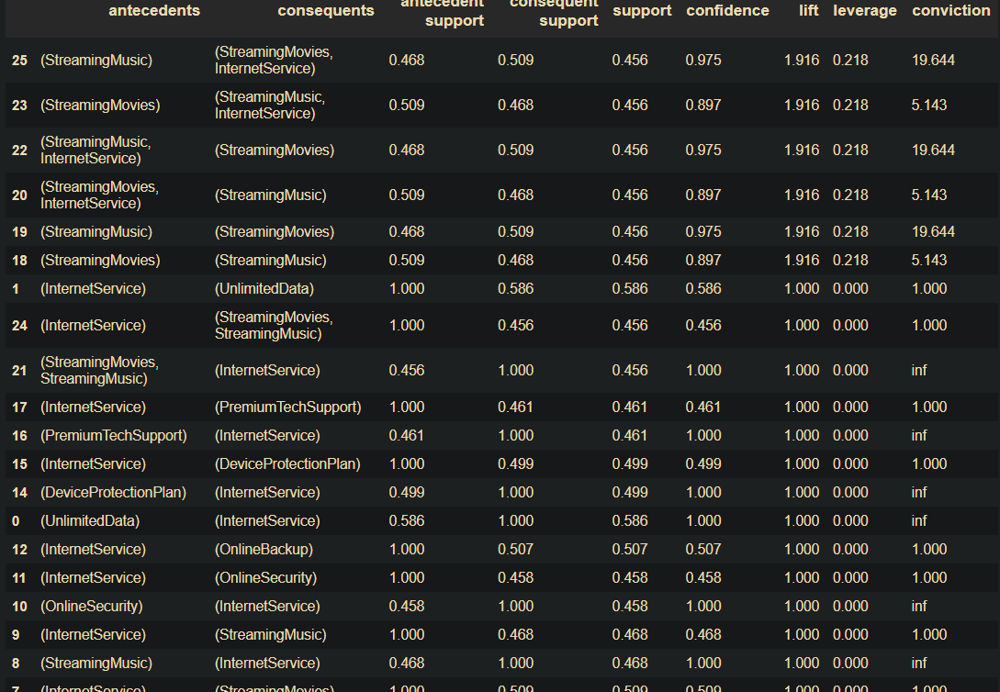 antecedents consequents antecedent support consequent support support confidence lift leverage conviction
25 (StreamingMusic) (StreamingMovies, InternetService) 0.468 0.509 0.456 0.975 1.916 0.218 19.644
23 (StreamingMovies) (StreamingMusic, InternetService) 0.509 0.468 0.456 0.897 1.916 0.218 5.143
22 (StreamingMusic, InternetService) (StreamingMovies) 0.468 0.509 0.456 0.975 1.916 0.218 19.644
20 (StreamingMovies, InternetService) (StreamingMusic) 0.509 0.468 0.456 0.897 1.916 0.218 5.143
19 (StreamingMusic) (StreamingMovies) 0.468 0.509 0.456 0.975 1.916 0.218 19.644
18 (StreamingMovies) (StreamingMusic) 0.509 0.468 0.456 0.897 1.916 0.218 5.143
1 (InternetService) (UnlimitedData) 1.000 0.586 0.586 0.586 1.000 0.000 1.000
24 (InternetService) (StreamingMovies, StreamingMusic) 1.000 0.456 0.456 0.456 1.000 0.000 1.000
21 (StreamingMovies, StreamingMusic) (InternetService) 0.456 1.000 0.456 1.000 1.000 0.000 inf
17 (InternetService) (PremiumTechSupport) 1.000 0.461 0.461 0.461 1.000 0.000 1.000
16 (PremiumTechSupport) (InternetService) 0.461 1.000 0.461 1.000 1.000 0.000 inf
15 (InternetService) (DeviceProtectionPlan) 1.000 0.499 0.499 0.499 1.000 0.000 1.000
14 (DeviceProtectionPlan) (InternetService) 0.499 1.000 0.499 1.000 1.000 0.000 inf
0 (UnlimitedData) (InternetService) 0.586 1.000 0.586 1.000 1.000 0.000 inf
12 (InternetService) (OnlineBackup) 1.000 0.507 0.507 0.507 1.000 0.000 1.000
11 (InternetService) (OnlineSecurity) 1.000 0.458 0.458 0.458 1.000 0.000 1.000
10 (OnlineSecurity) (InternetService) 0.458 1.000 0.458 1.000 1.000 0.000 inf
9 (InternetService) (StreamingMusic) 1.000 0.468 0.468 0.468 1.000 0.000 1.000
8 (StreamingMusic) (InternetService) 0.468 1.000 0.468 1.000 1.000 0.000 inf
7 (InternetService) (StreamingMovies) 1.000 0.509 0.509 0.509 1.000 0.000 1.000